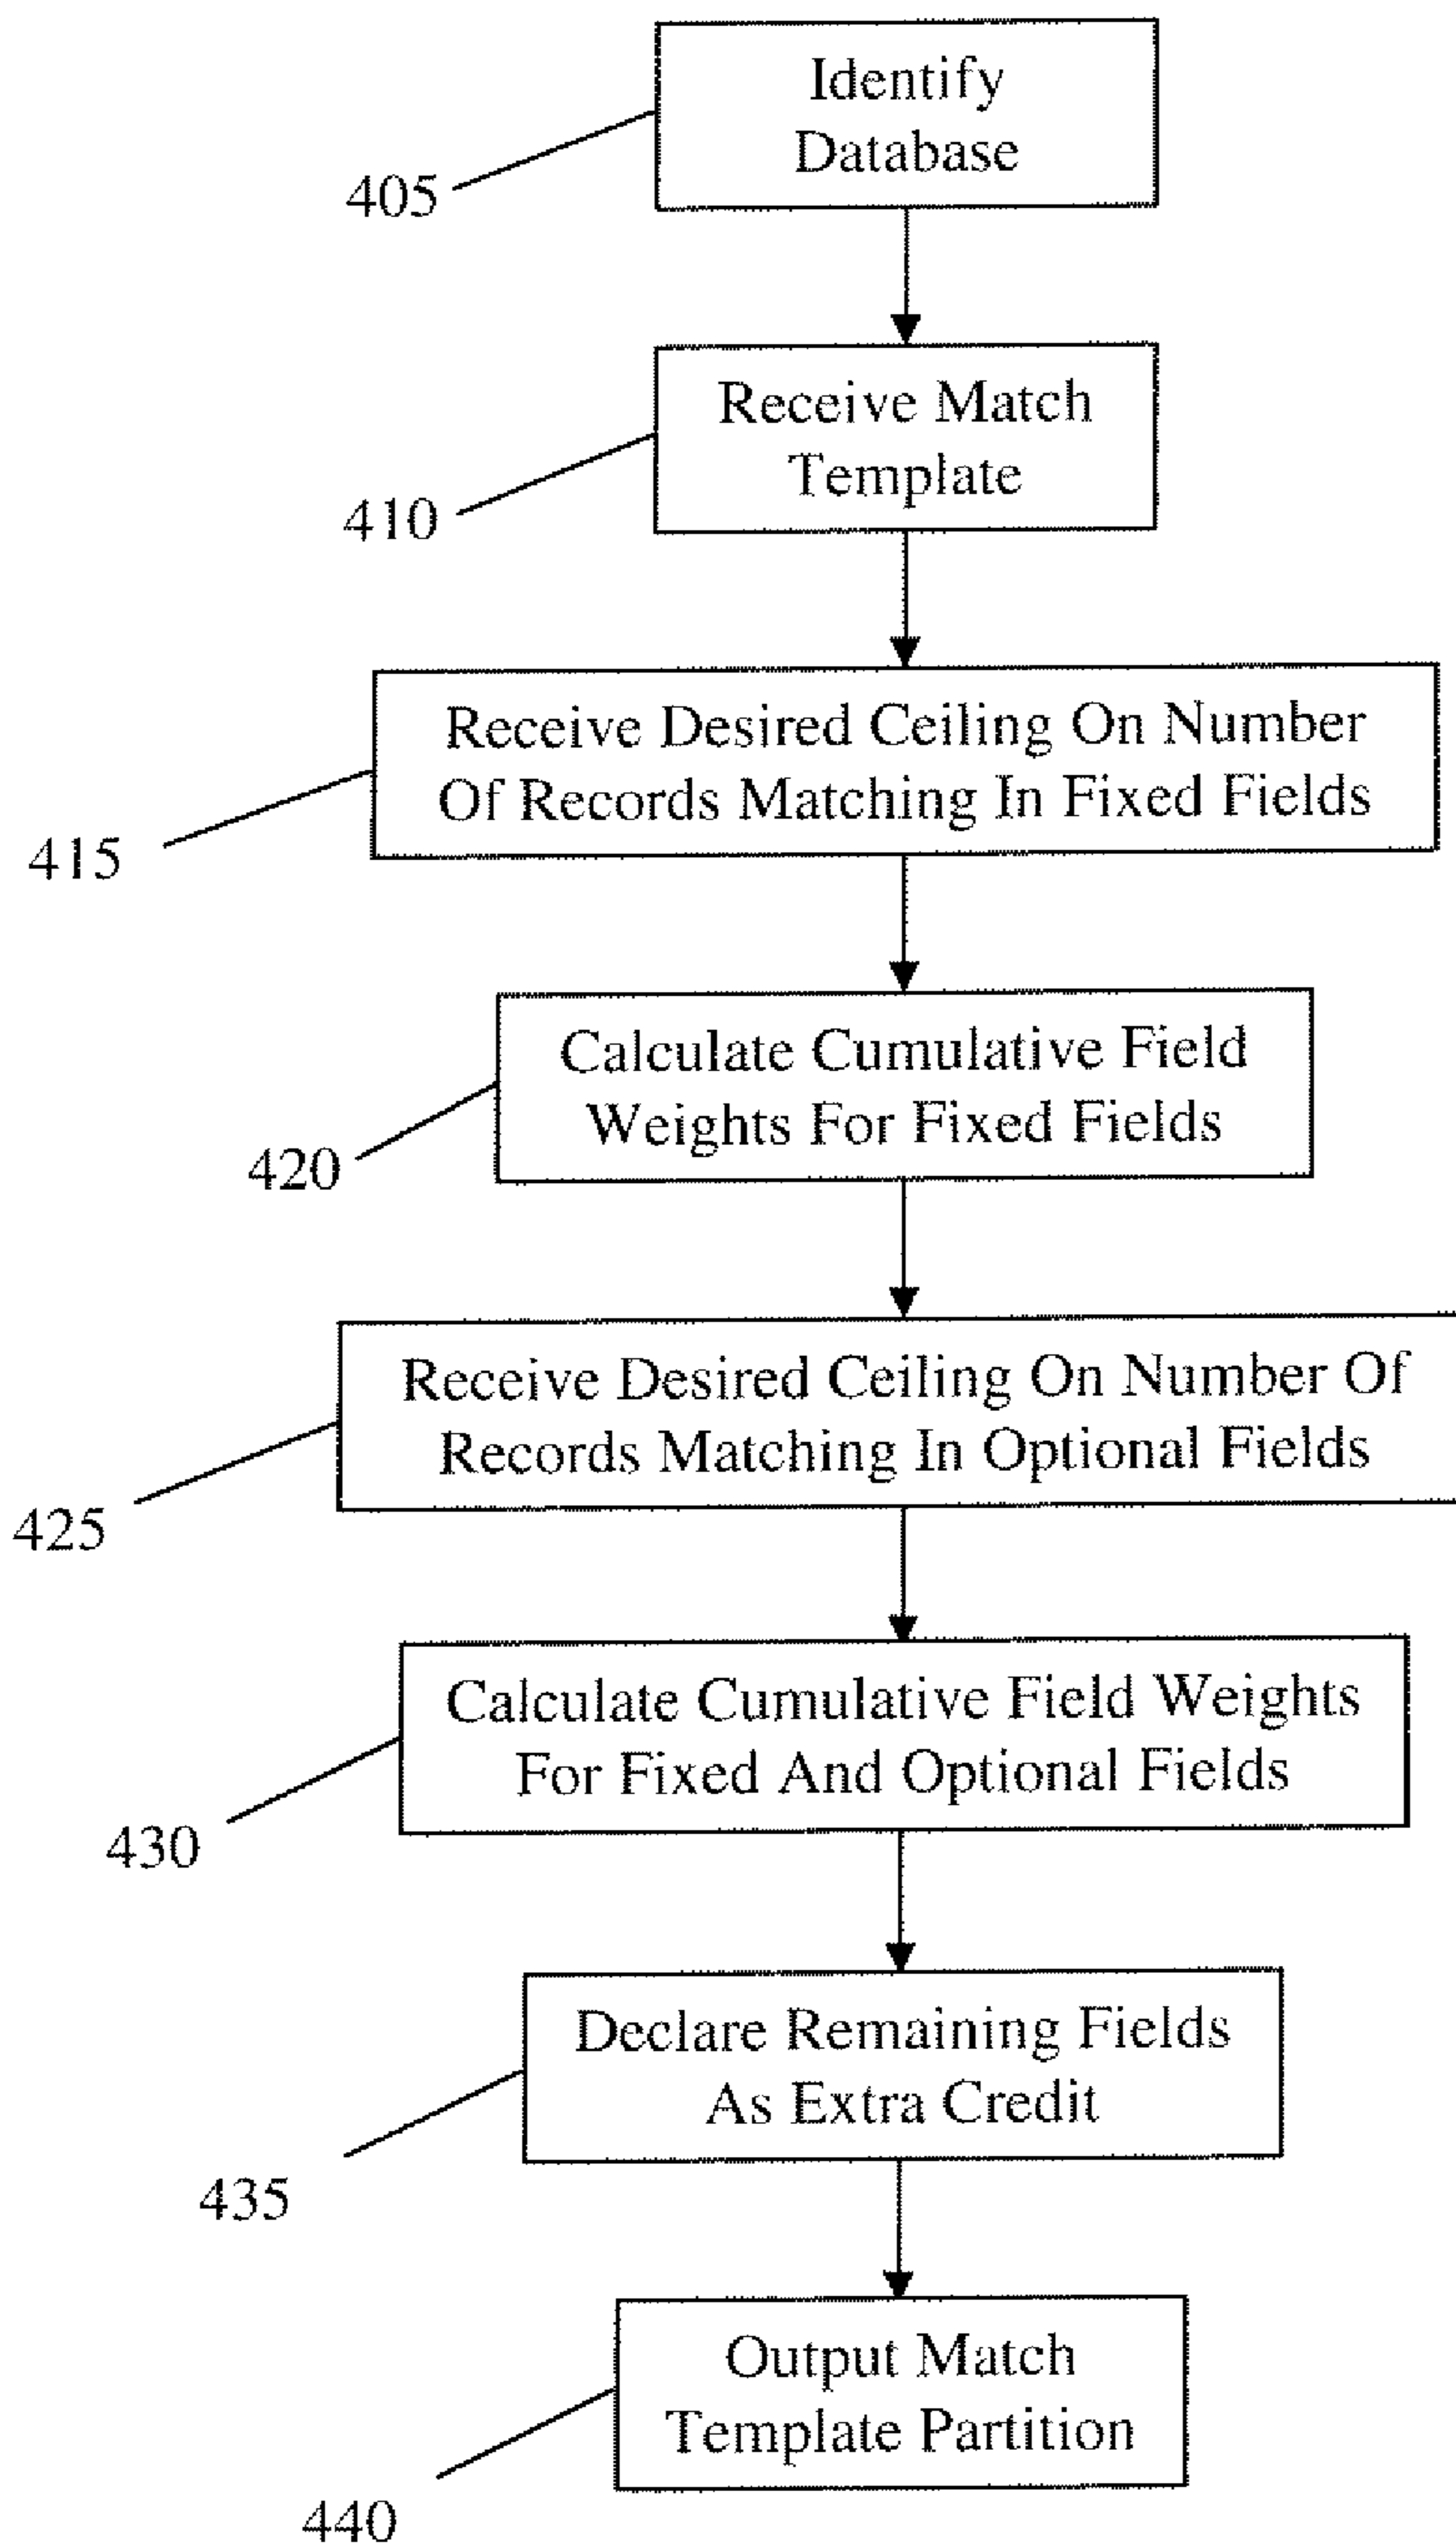 Identify
Database
405
Receive Match
Template
410
Receive Desired Ceiling On Number
Of Records Matching In Fixed Fields
415
Calculate Cumulative Field
Weights For Fixed Fields
420
Receive Desired Ceiling On Number Of
Records Matching In Optional Fields
425
Calculate Cumulative Field Weights
For Fixed And Optional Fields
430
Declare Remaining Fields
As Extra Credit
435
Output Match
Template Partition
440